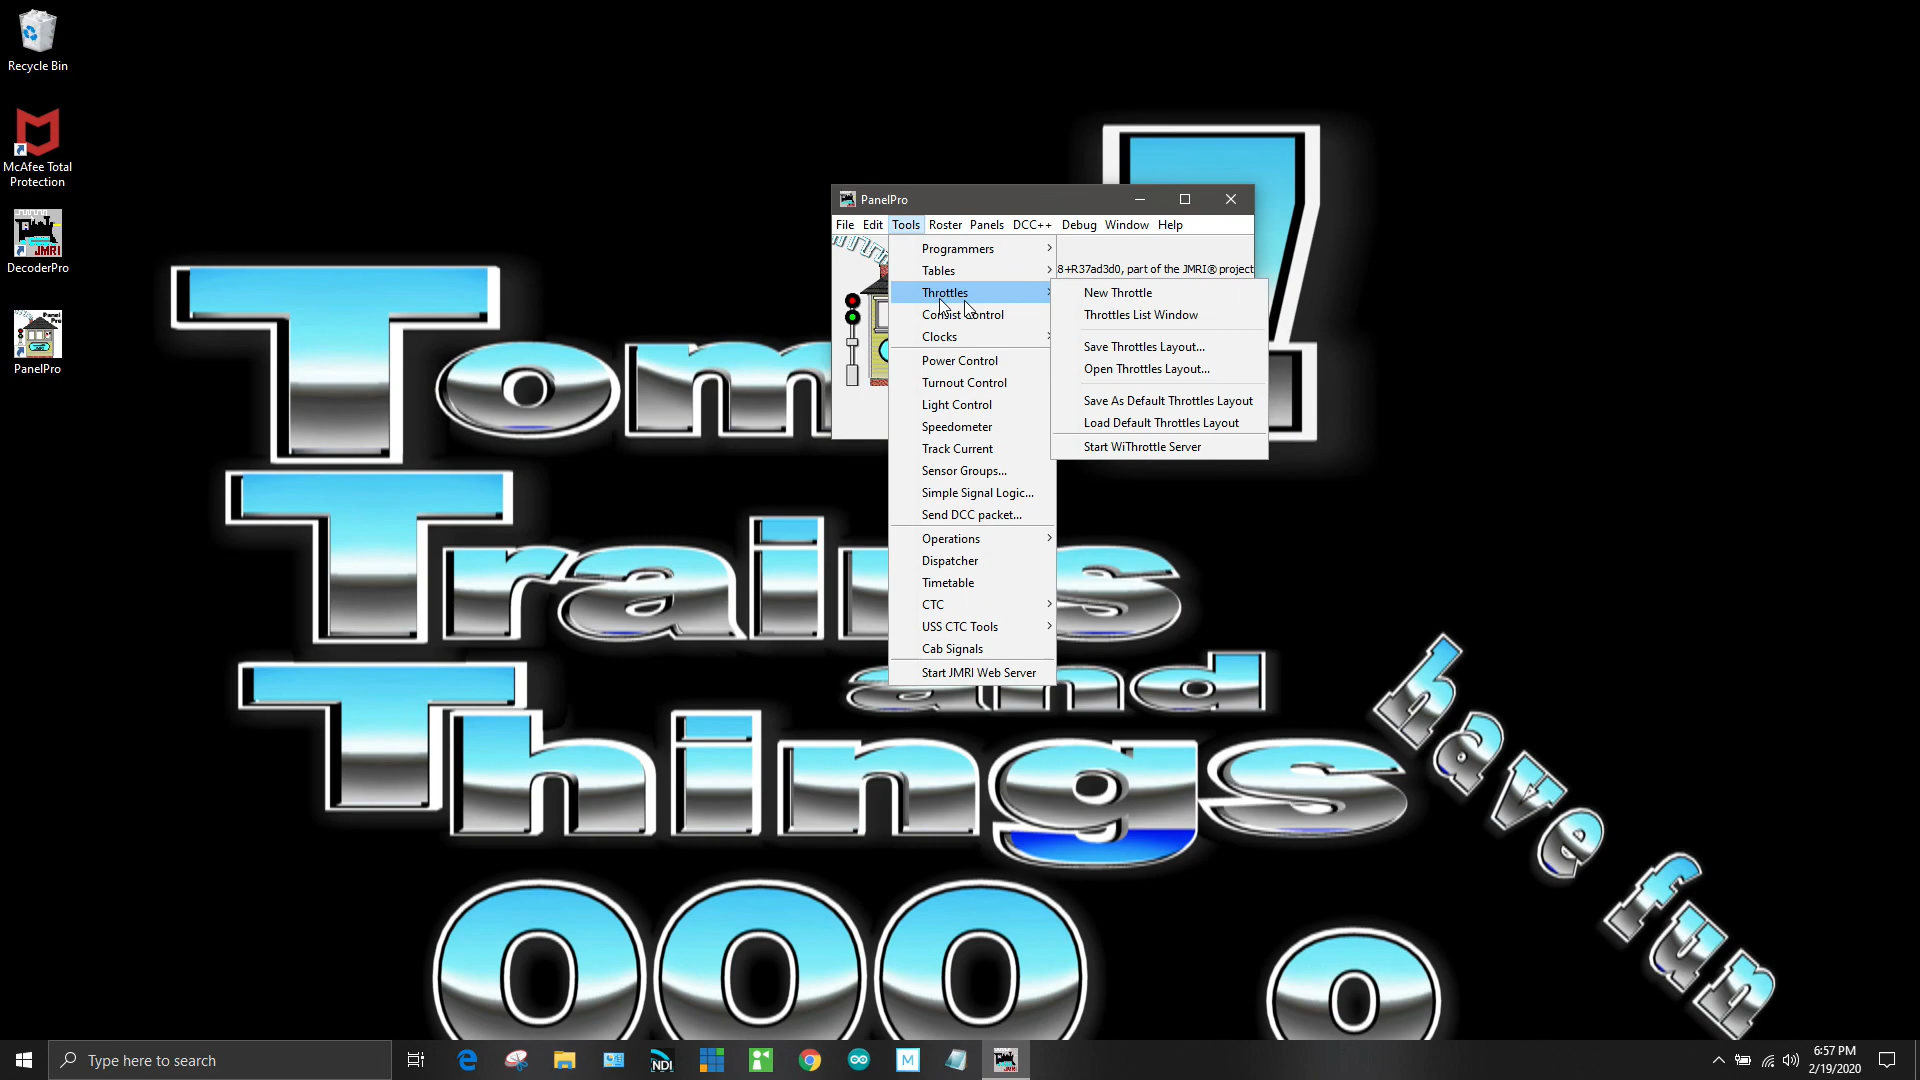 Recycle Bin
McAfee Total
Protection
DecoderPro
PanelPro
PanelPro
File Edit Tools Roster Panels DCC++ Debug Window Help
Programmers
Tables
Throttles
Consist Control
Clocks
Power Control
Turnout Control
Light Control
Speedometer
Track Current
Sensor Groups...
Simple Signal Logic...
Send DCC packet...
Operations
Dispatcher
Timetable
CTC
USS CTC Tools
Cab Signals
Start JMRI Web Server
8+R37ad3d0, part of the JMRI® project
New Throttle
Throttles List Window
Save Throttles Layout...
Open Throttles Layout...
Save As Default Throttles Layout
Load Default Throttles Layout
Start WiThrottle Server
Tom
Trains
and
Things
have fun
OOO o
Type here to search
NDI
M
JMRI
6:57 PM
2/19/2020